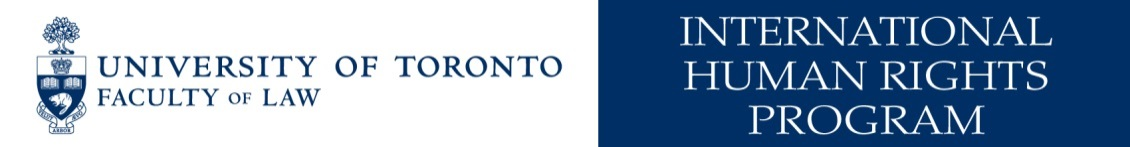 UNIVERSITY OF TORONTO
FACULTY OF LAW
INTERNATIONAL
HUMAN RIGHTS
PROGRAM